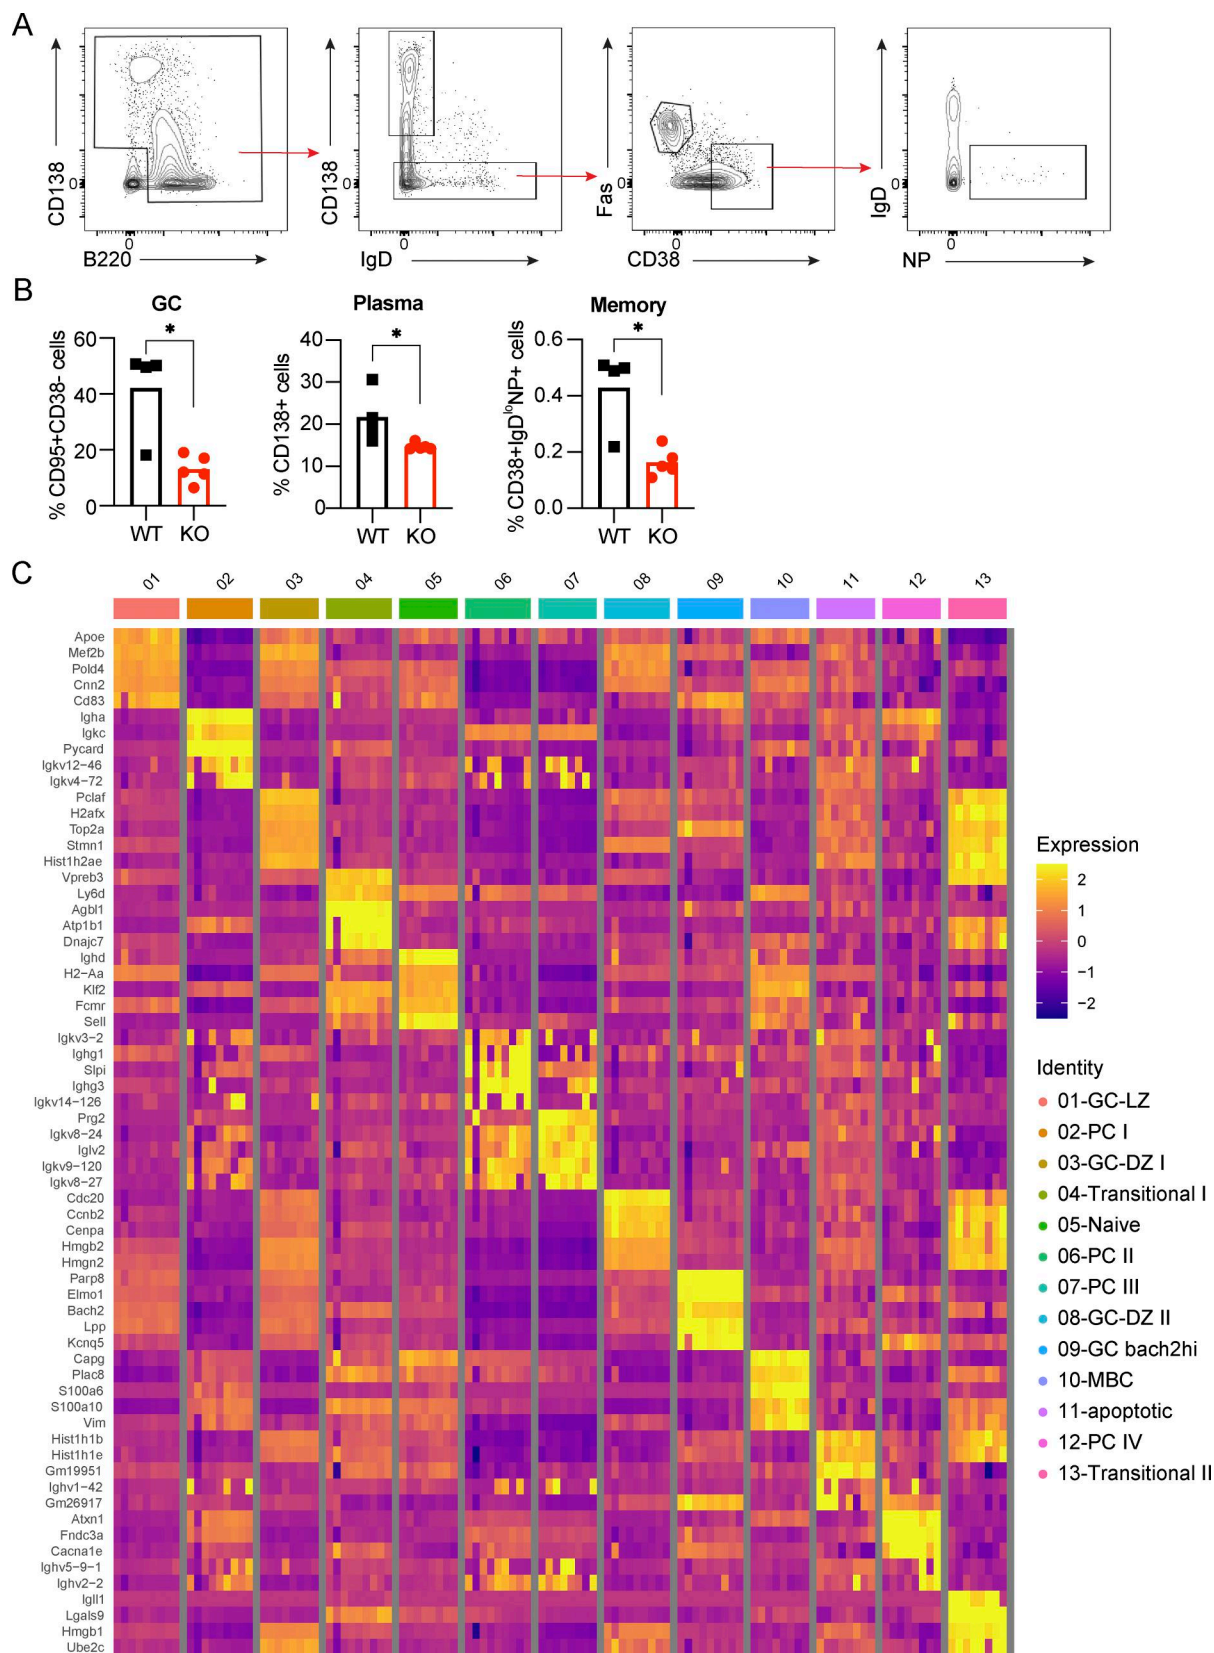 A
CD138
0
0
B220
CD138
0
IgD
Fas
0
0
CD38
IgD
0
0
NP
B
GC
% CD95+CD38- cells
60
40
20
0
*
WT
KO
Plasma
% CD138+ cells
40
30
20
10
0
*
WT
KO
Memory
% CD38+IgDloNP+ cells
0.6
0.4
0.2
0.0
*
WT
KO
C
01 02 03 04 05 06 07 08 09 10 11 12 13
Apoe
Mef2b
Pold4
Cnn2
Cd83
Igha
Igkc
Pycard
Igkv12−46
Igkv4−72
Pclaf
H2afx
Top2a
Stmn1
Hist1h2ae
Vpreb3
Ly6d
Agbl1
Atp1b1
Dnajc7
Ighd
H2−Aa
Klf2
Fcmr
Sell
Igkv3−2
Ighg1
Slpi
Ighg3
Igkv14−126
Prg2
Igkv8−24
Iglv2
Igkv9−120
Igkv8−27
Cdc20
Ccnb2
Cenpa
Hmgb2
Hmgn2
Parp8
Elmo1
Bach2
Lpp
Kcnq5
Capg
Plac8
S100a6
S100a10
Vim
Hist1h1b
Hist1h1e
Gm19951
Ighv1−42
Gm26917
Atxn1
Fndc3a
Cacna1e
Ighv5−9−1
Ighv2−2
Igll1
Lgals9
Hmgb1
Ube2c
Expression
2
1
0
−1
−2
Identity
01-GC-LZ
02-PC I
03-GC-DZ I
04-Transitional I
05-Naive
06-PC II
07-PC III
08-GC-DZ II
09-GC bach2hi
10-MBC
11-apoptotic
12-PC IV
13-Transitional II